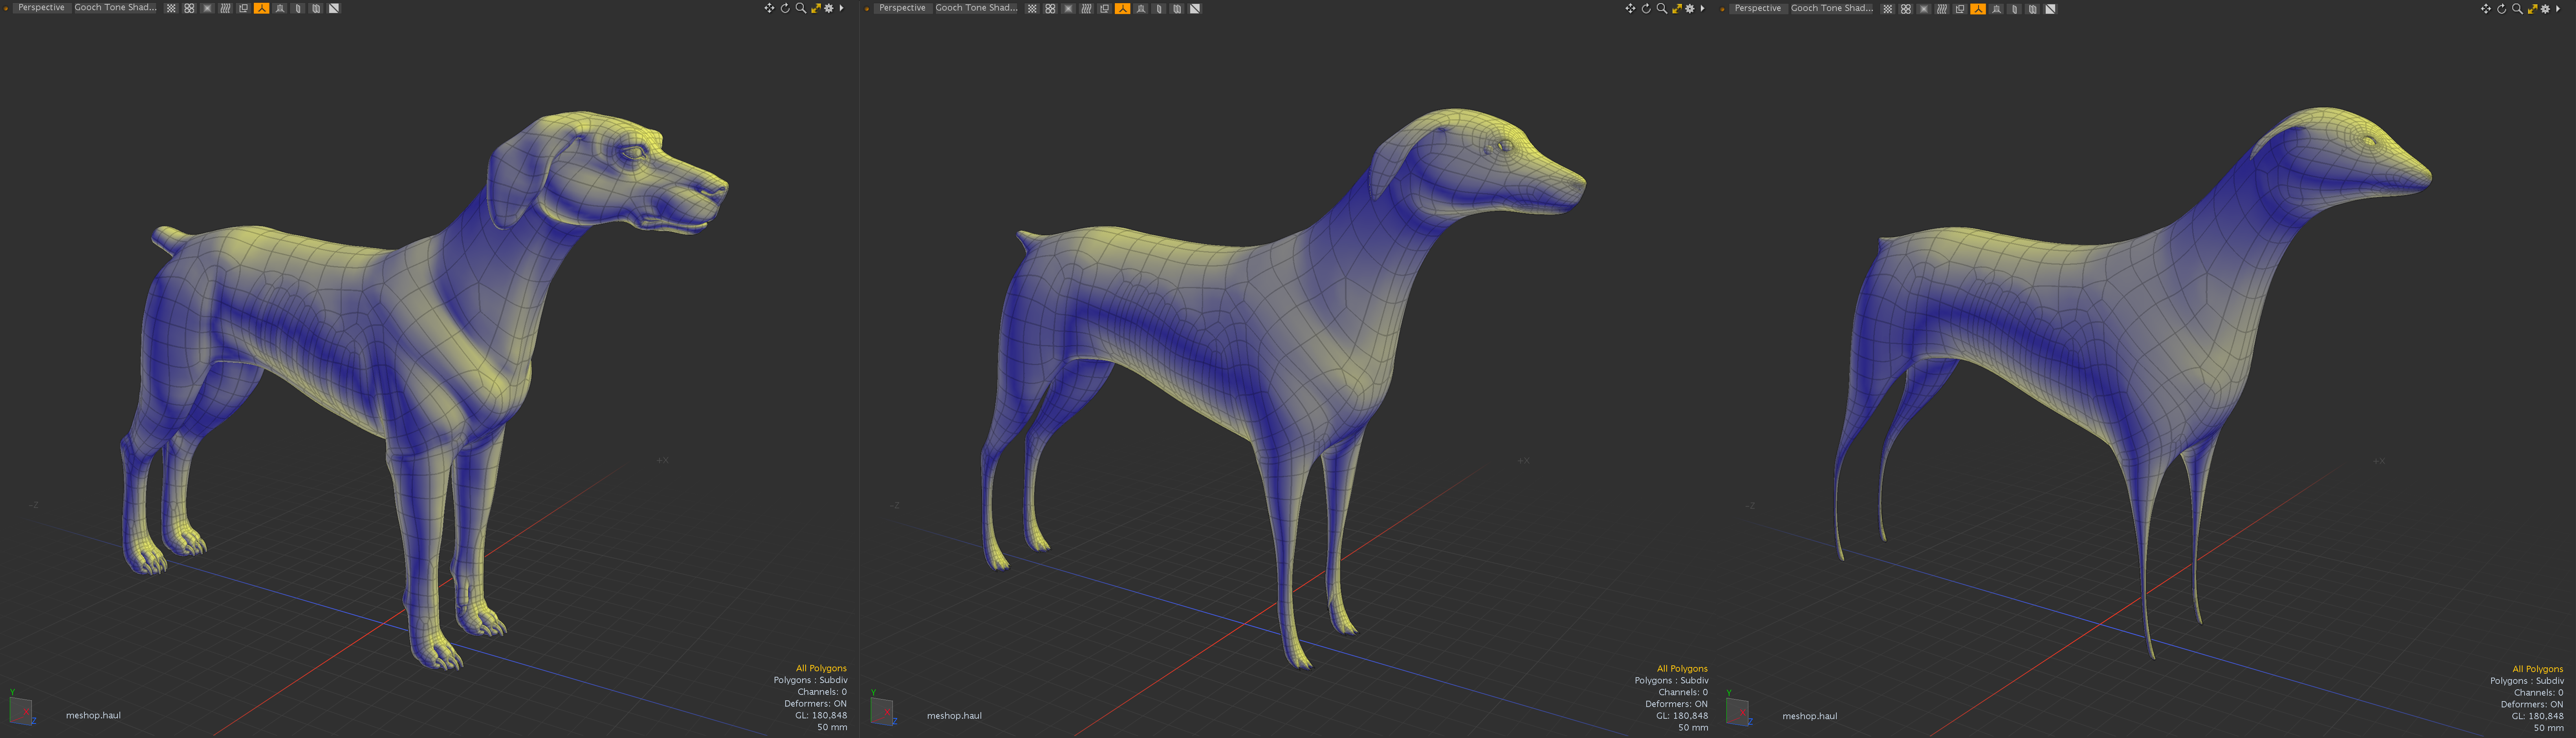 Perspective Gooch Tone Shad...
+X
-Z
All Polygons
Polygons : Subdiv
Channels: 0
Deformers: ON
GL: 180,848
50 mm
Y
X
Z
meshop.haul
Perspective Gooch Tone Shad...
+X
-Z
All Polygons
Polygons : Subdiv
Channels: 0
Deformers: ON
GL: 180,848
50 mm
Y
X
Z
meshop.haul
Perspective Gooch Tone Shad...
+X
-Z
All Polygons
Polygons : Subdiv
Channels: 0
Deformers: ON
GL: 180,848
50 mm
Y
X
Z
meshop.haul